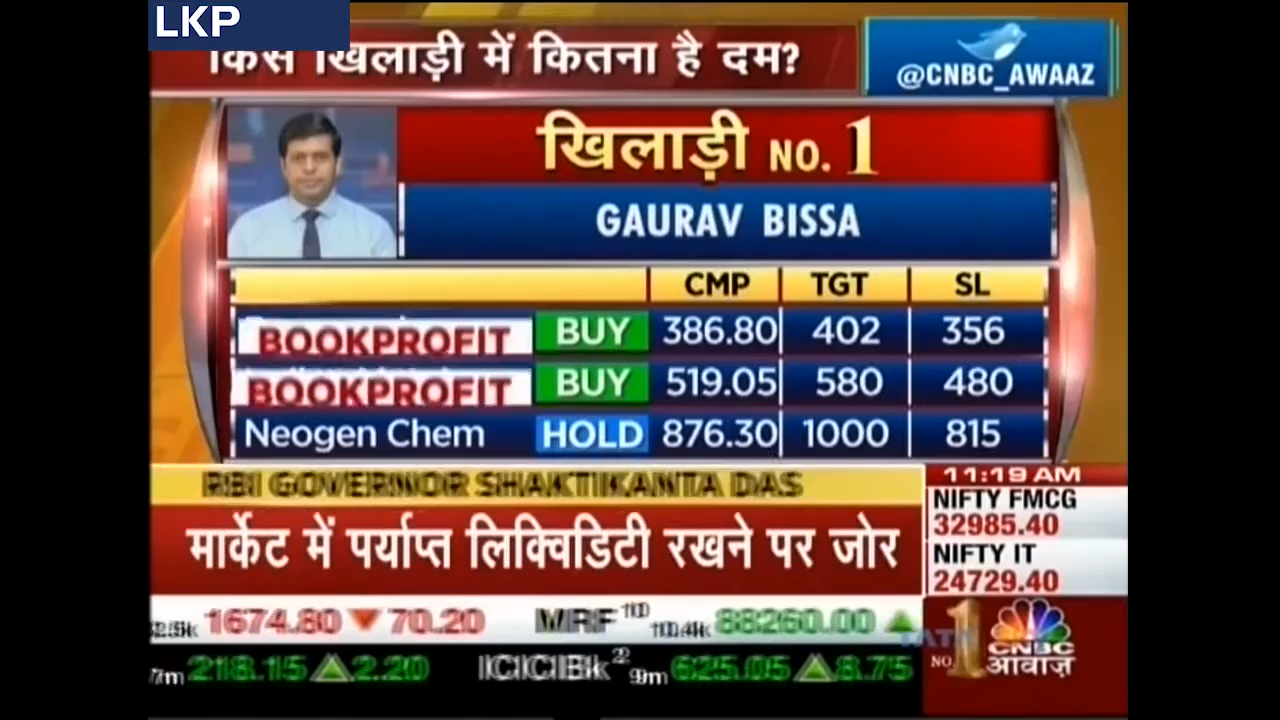 LKP
किस खिलाड़ी में कितना है दम?
@CNBC_AWAAZ
खिलाड़ी NO. 1
GAURAV BISSA
CMP TGT SL
BOOKPROFIT BUY 386.80 402 356
BOOKPROFIT BUY 519.05 580 480
Neogen Chem HOLD 876.30 1000 815
RBI GOVERNOR SHAKTIKANTA DAS
मार्केट में पर्याप्त लिक्विडिटी रखने पर जोर
11:19 AM
NIFTY FMCG
32985.40
NIFTY IT
24729.40
1674.80 ▼ 70.20 MRF 88260.00 ▲
218.15 ▲ 2.20 ICICIBk 625.05 ▲ 8.75
NO. 1 CNBC
आवाज़